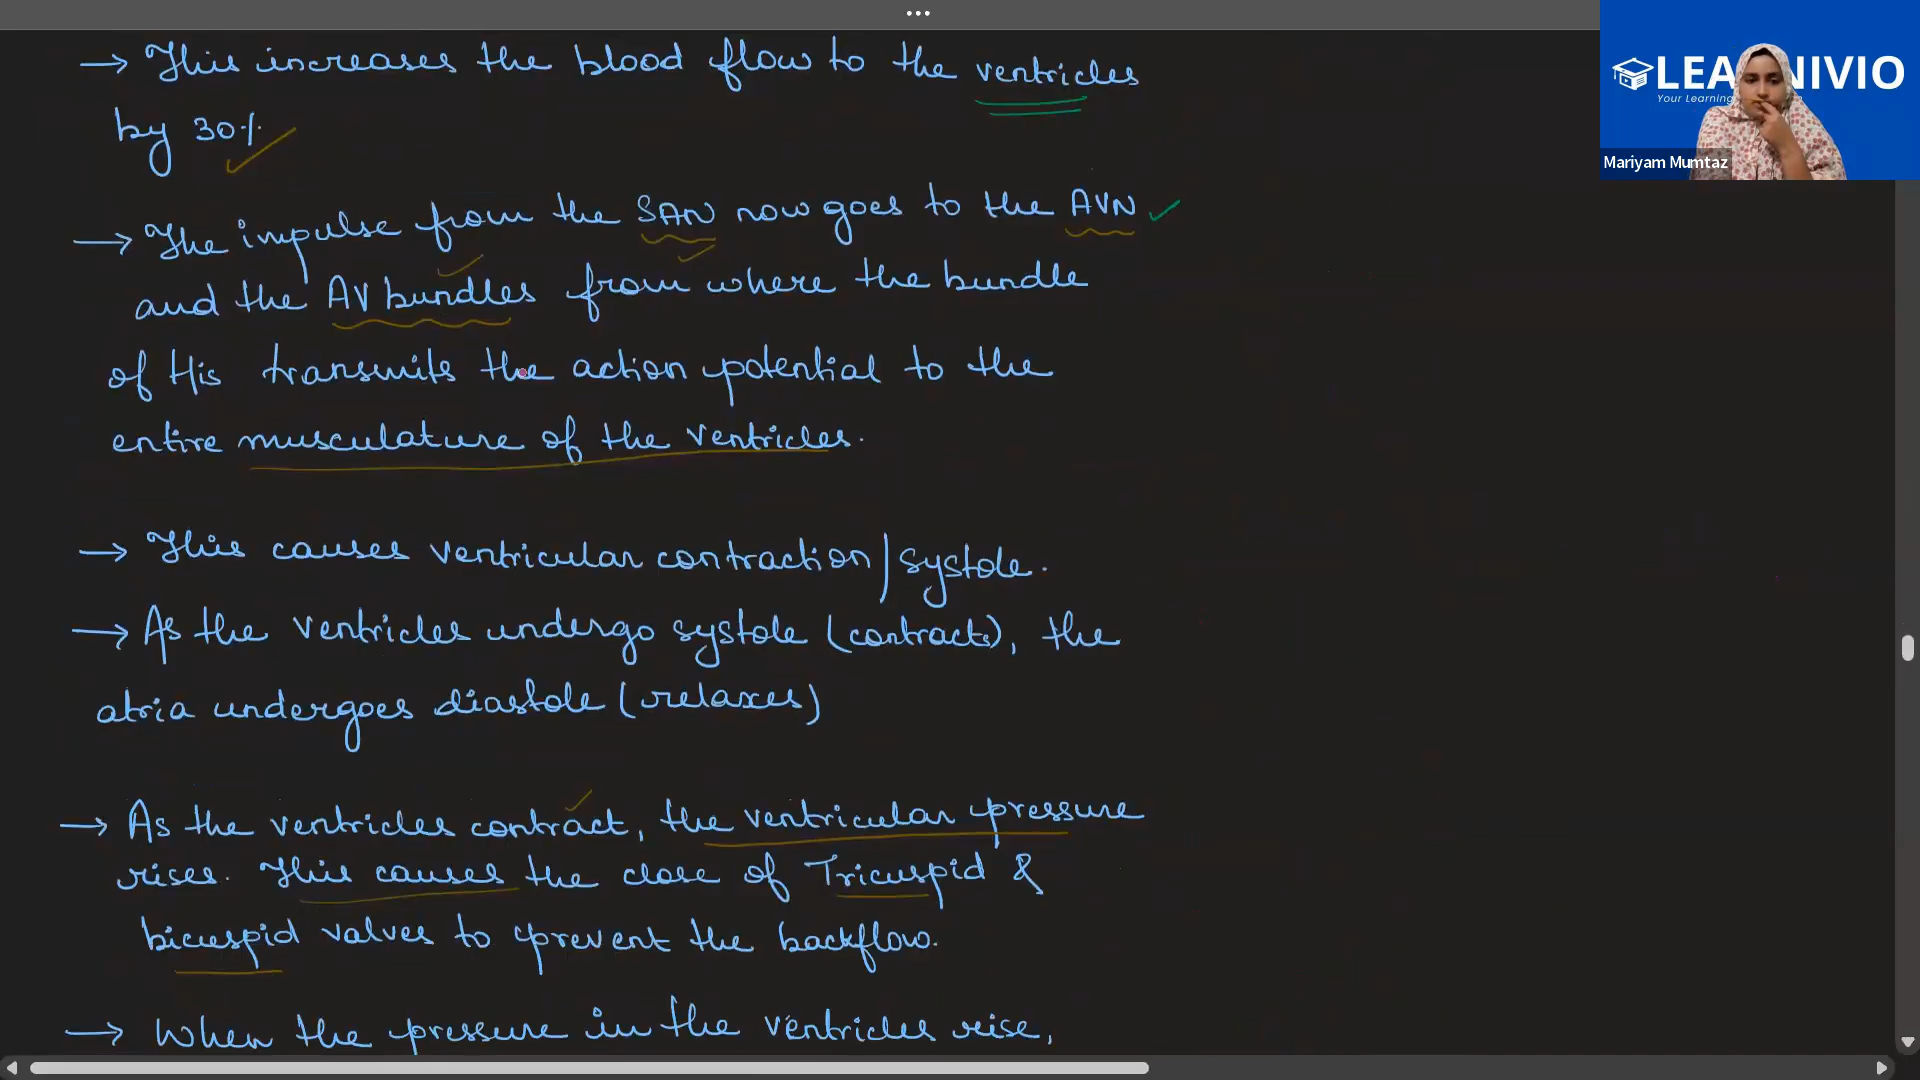 → This increases the blood flow to the ventricles
by 30%
→ The impulse from the SAN now goes to the AVN
and the AV bundles from where the bundle
of His transmits the action potential to the
entire musculature of the ventricles.
→ This causes ventricular contraction/systole.
→ As the ventricles undergo systole (contracts), the
atria undergoes diastole (relaxes)
→ As the ventricles contract, the ventricular pressure
rises. This causes the close of Tricuspid &
bicuspid valves to prevent the backflow.
→ When the pressure in the ventricles rise,
LEA NIVIO
Your Learning
Mariyam Mumtaz